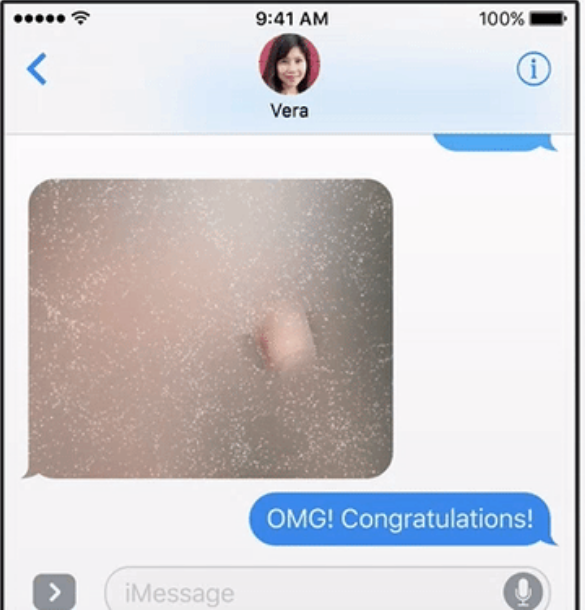 9:41 AM
100%
Vera
OMG! Congratulations!
iMessage